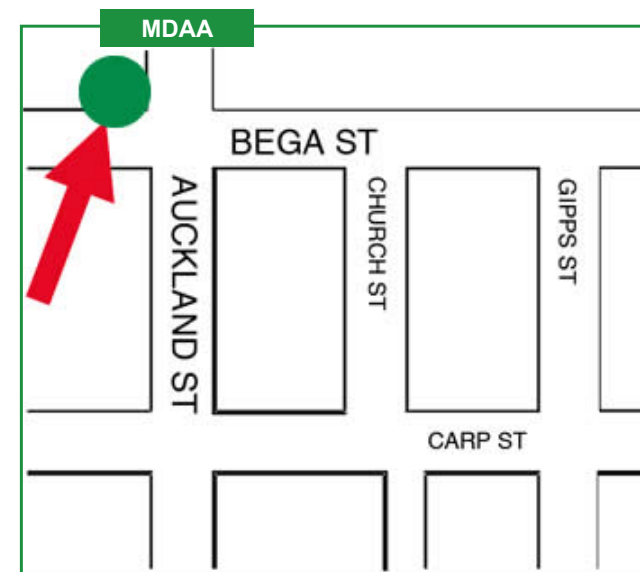 MDAA
BEGA ST
AUCKLAND ST
CHURCH ST
GIPPS ST
CARP ST